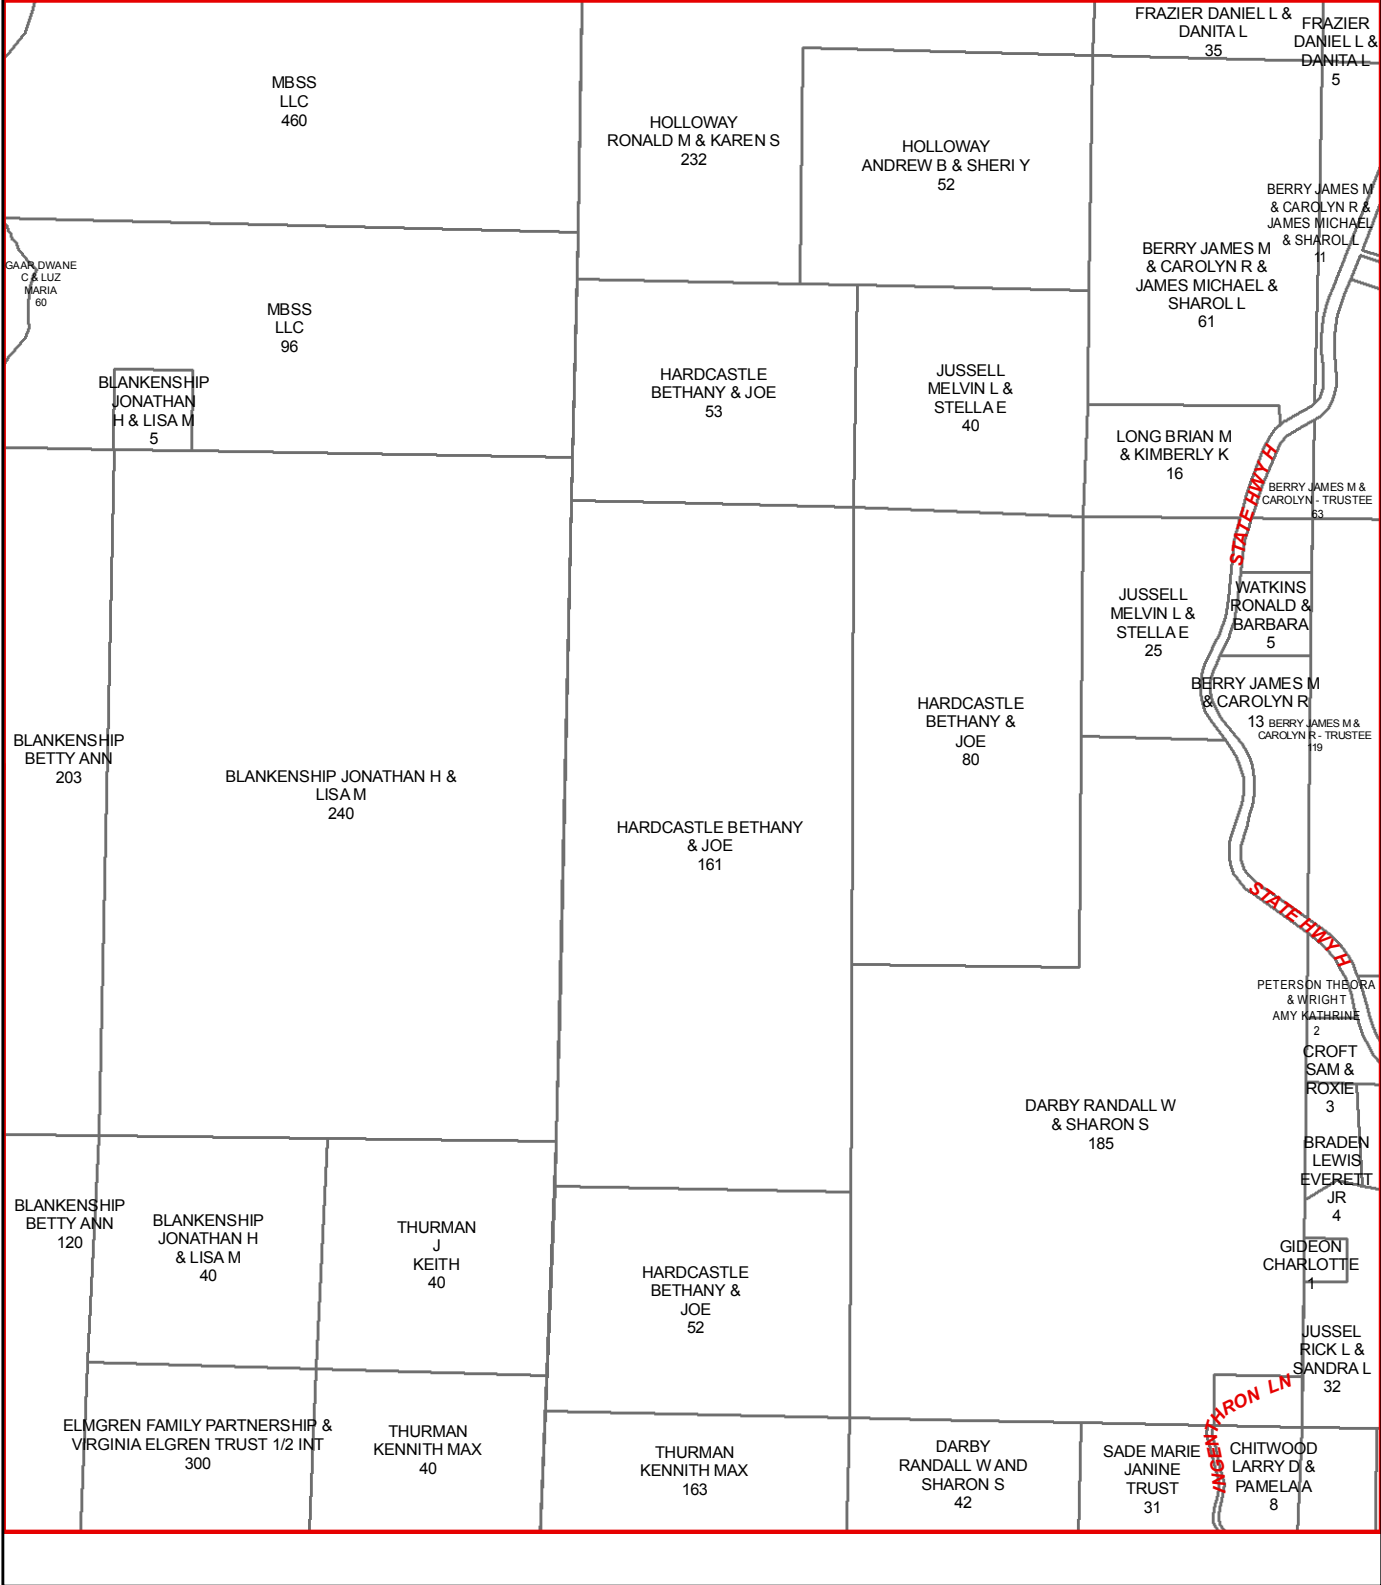 FRAZIER DANIEL L &
DANITA L
35
FRAZIER
DANIEL L &
DANITA L
5
MBSS
LLC
460
HOLLOWAY
RONALD M & KAREN S
232
HOLLOWAY
ANDREW B & SHERI Y
52
BERRY JAMES M
& CAROLYN R &
JAMES MICHAEL
& SHAROL L
11
BERRY JAMES M
& CAROLYN R &
JAMES MICHAEL &
SHAROL L
61
GAAR DWANE
C & LUZ
MARIA
60
MBSS
LLC
96
BLANKENSHIP
JONATHAN
H & LISA M
5
HARDCASTLE
BETHANY & JOE
53
JUSSELL
MELVIN L &
STELLA E
40
LONG BRIAN M
& KIMBERLY K
16
STATE HWY H
BERRY JAMES M &
CAROLYN - TRUSTEE
63
JUSSELL
MELVIN L &
STELLA E
25
WATKINS
RONALD &
BARBARA
5
BERRY JAMES M
& CAROLYN R
13
BERRY JAMES M &
CAROLYN R - TRUSTEE
119
BLANKENSHIP
BETTY ANN
203
BLANKENSHIP JONATHAN H &
LISA M
240
HARDCASTLE
BETHANY &
JOE
80
HARDCASTLE BETHANY
& JOE
161
STATE HWY H
PETERSON THEORA
& WRIGHT
AMY KATHRINE
2
CROFT
SAM &
ROXIE
3
DARBY RANDALL W
& SHARON S
185
BRADEN
LEWIS
EVERETT
JR
4
BLANKENSHIP
BETTY ANN
120
BLANKENSHIP
JONATHAN H
& LISA M
40
THURMAN
J
KEITH
40
HARDCASTLE
BETHANY &
JOE
52
GIDEON
CHARLOTTE
1
JUSSEL
RICK L &
SANDRA L
32
INGENTHRON LN
ELMGREN FAMILY PARTNERSHIP &
VIRGINIA ELGREN TRUST 1/2 INT
300
THURMAN
KENNITH MAX
40
THURMAN
KENNITH MAX
163
DARBY
RANDALL W AND
SHARON S
42
SADE MARIE
JANINE
TRUST
31
CHITWOOD
LARRY D &
PAMELA A
8